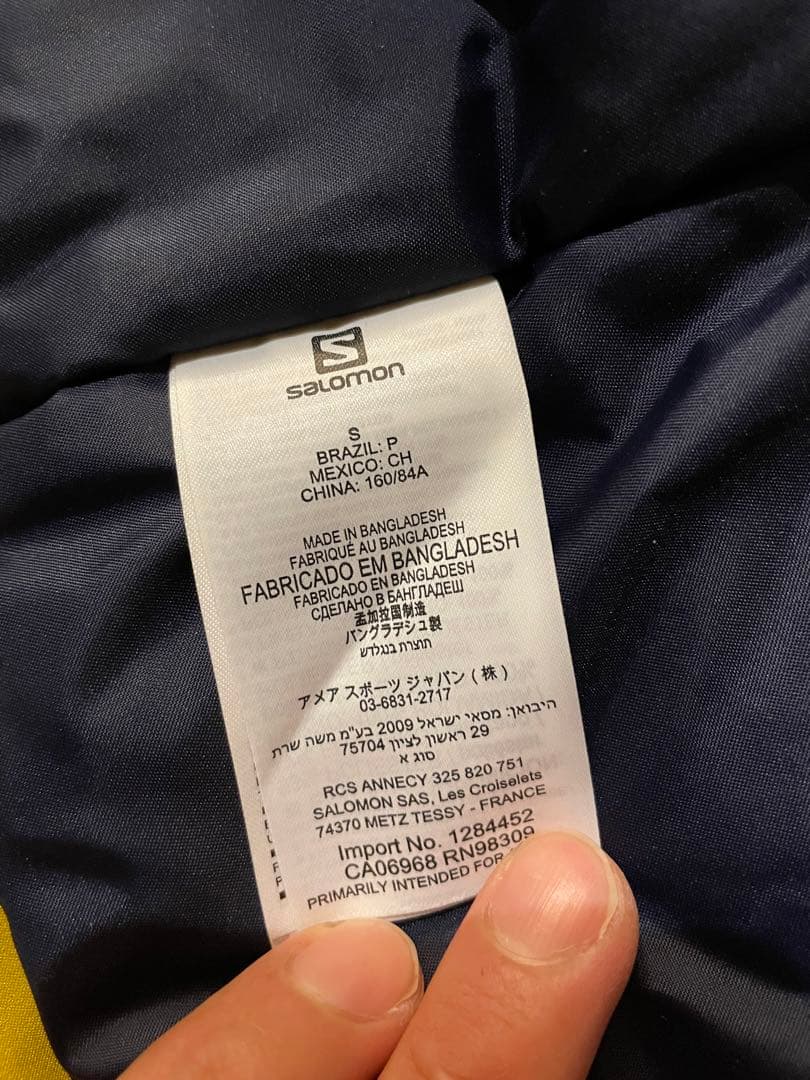 S
salomon
S
BRAZIL: P
MEXICO: CH
CHINA: 160/84A
MADE IN BANGLADESH
FABRIQUÉ AU BANGLADESH
FABRICADO EM BANGLADESH
FABRICADO EN BANGLADESH
СДЕЛАНО В БАНГЛАДЕШ
孟加拉国制造
バングラデシュ製
תוצרת בנגלדש
アメア スポーツ ジャパン ( 株 )
03-6831-2717
היבואן: מסאי ישראל 2009 בע"מ משה שרת
29 ראשון לציון 75704
סוג א
RCS ANNECY 325 820 751
SALOMON SAS, Les Croiselets
74370 METZ TESSY - FRANCE
Import No. 1284452
CA06968 RN98309
PRIMARILY INTENDED FOR